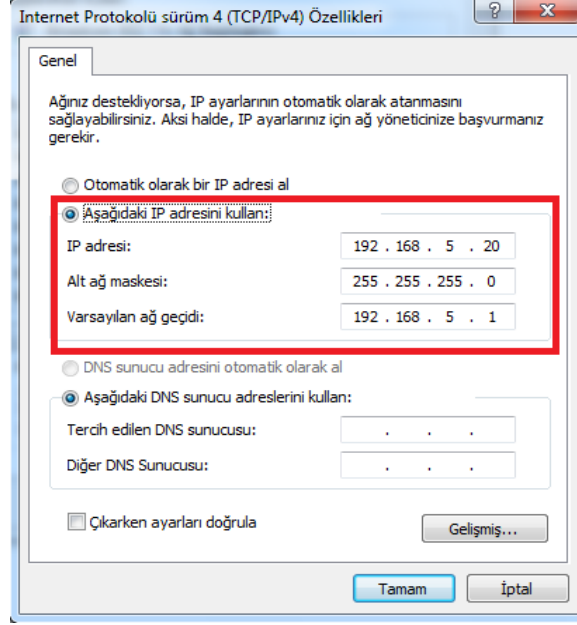 Internet Protokolü sürüm 4 (TCP/IPv4) Özellikleri
Genel
Ağınız destekliyorsa, IP ayarlarının otomatik olarak atanmasını
sağlayabilirsiniz. Aksi halde, IP ayarlarınız için ağ yöneticinize başvurmanız
gerekir.
Otomatik olarak bir IP adresi al
Aşağıdaki IP adresini kullan:
IP adresi: 192 . 168 . 5 . 20
Alt ağ maskesi: 255 . 255 . 255 . 0
Varsayılan ağ geçidi: 192 . 168 . 5 . 1
DNS sunucu adresini otomatik olarak al
Aşağıdaki DNS sunucu adreslerini kullan:
Tercih edilen DNS sunucusu: . . .
Diğer DNS Sunucusu: . . .
Çıkarken ayarları doğrula
Gelişmiş...
Tamam İptal